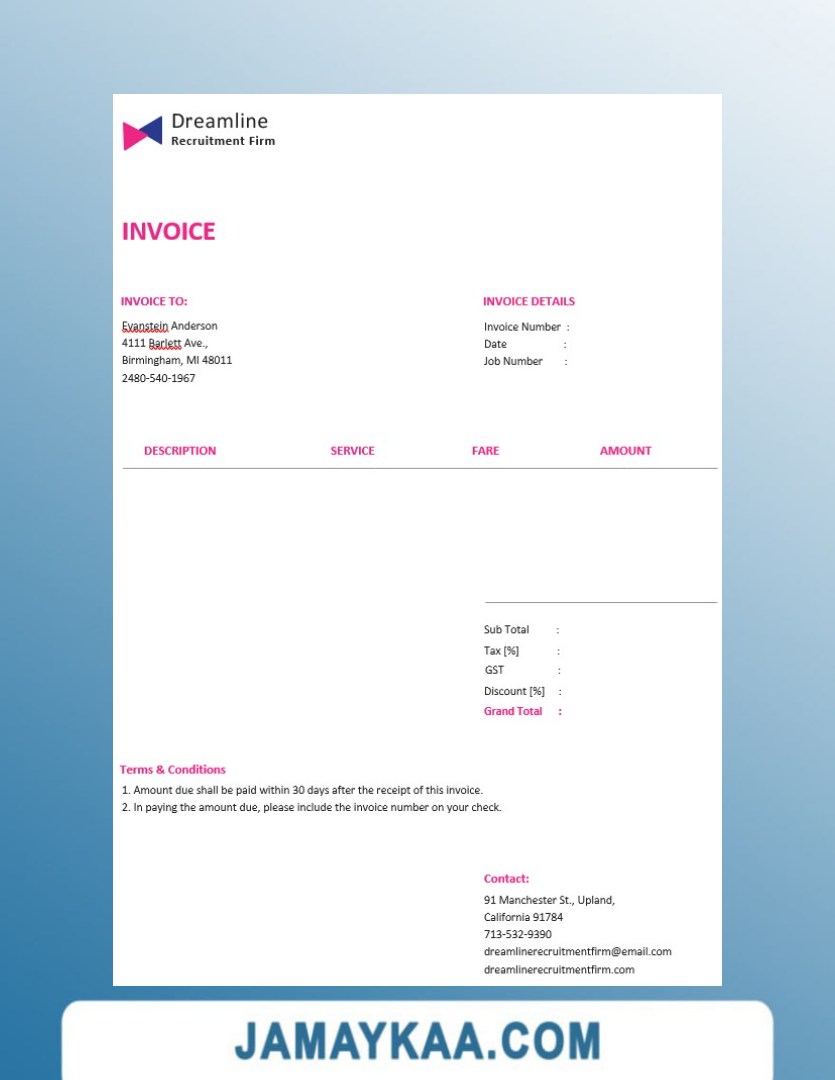 Dreamline
Recruitment Firm
INVOICE
INVOICE TO:
Evanstein Anderson
4111 Barlett Ave.,
Birmingham, MI 48011
2480-540-1967
INVOICE DETAILS
Invoice Number :
Date :
Job Number :
DESCRIPTION SERVICE FARE AMOUNT
Sub Total :
Tax [%] :
GST :
Discount [%] :
Grand Total :
Terms & Conditions
1. Amount due shall be paid within 30 days after the receipt of this invoice.
2. In paying the amount due, please include the invoice number on your check.
Contact:
91 Manchester St., Upland,
California 91784
713-532-9390
dreamlinerecruitmentfirm@email.com
dreamlinerecruitmentfirm.com
JAMAYKAA.COM